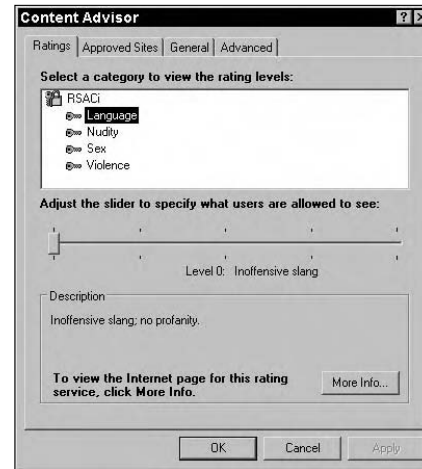 Content Advisor
Ratings Approved Sites General Advanced
Select a category to view the rating levels:
RSACi
Language
Nudity
Sex
Violence
Adjust the slider to specify what users are allowed to see:
Level 0: Inoffensive slang
Description
Inoffensive slang; no profanity.
To view the Internet page for this rating
service, click More Info.
More Info...
OK Cancel Apply